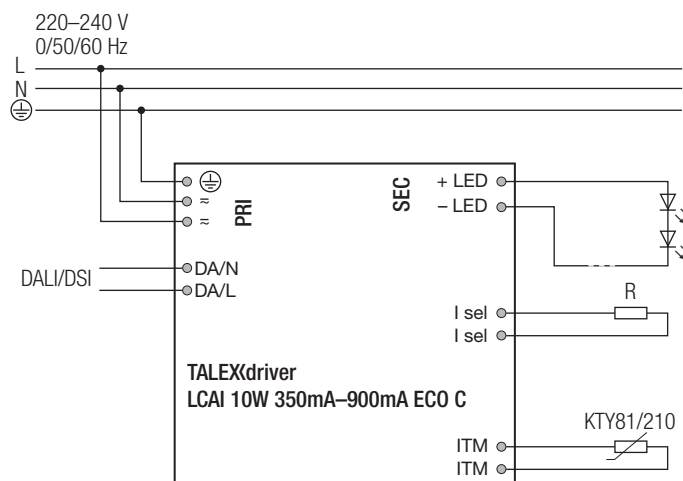 220–240 V
0/50/60 Hz
L
N
PRI
SEC
+ LED
– LED
≂
≂
DALI/DSI
DA/N
DA/L
I sel
I sel
R
TALEXXdriver
LCAI 10W 350mA–900mA ECO C
KTY81/210
ITM
ITM